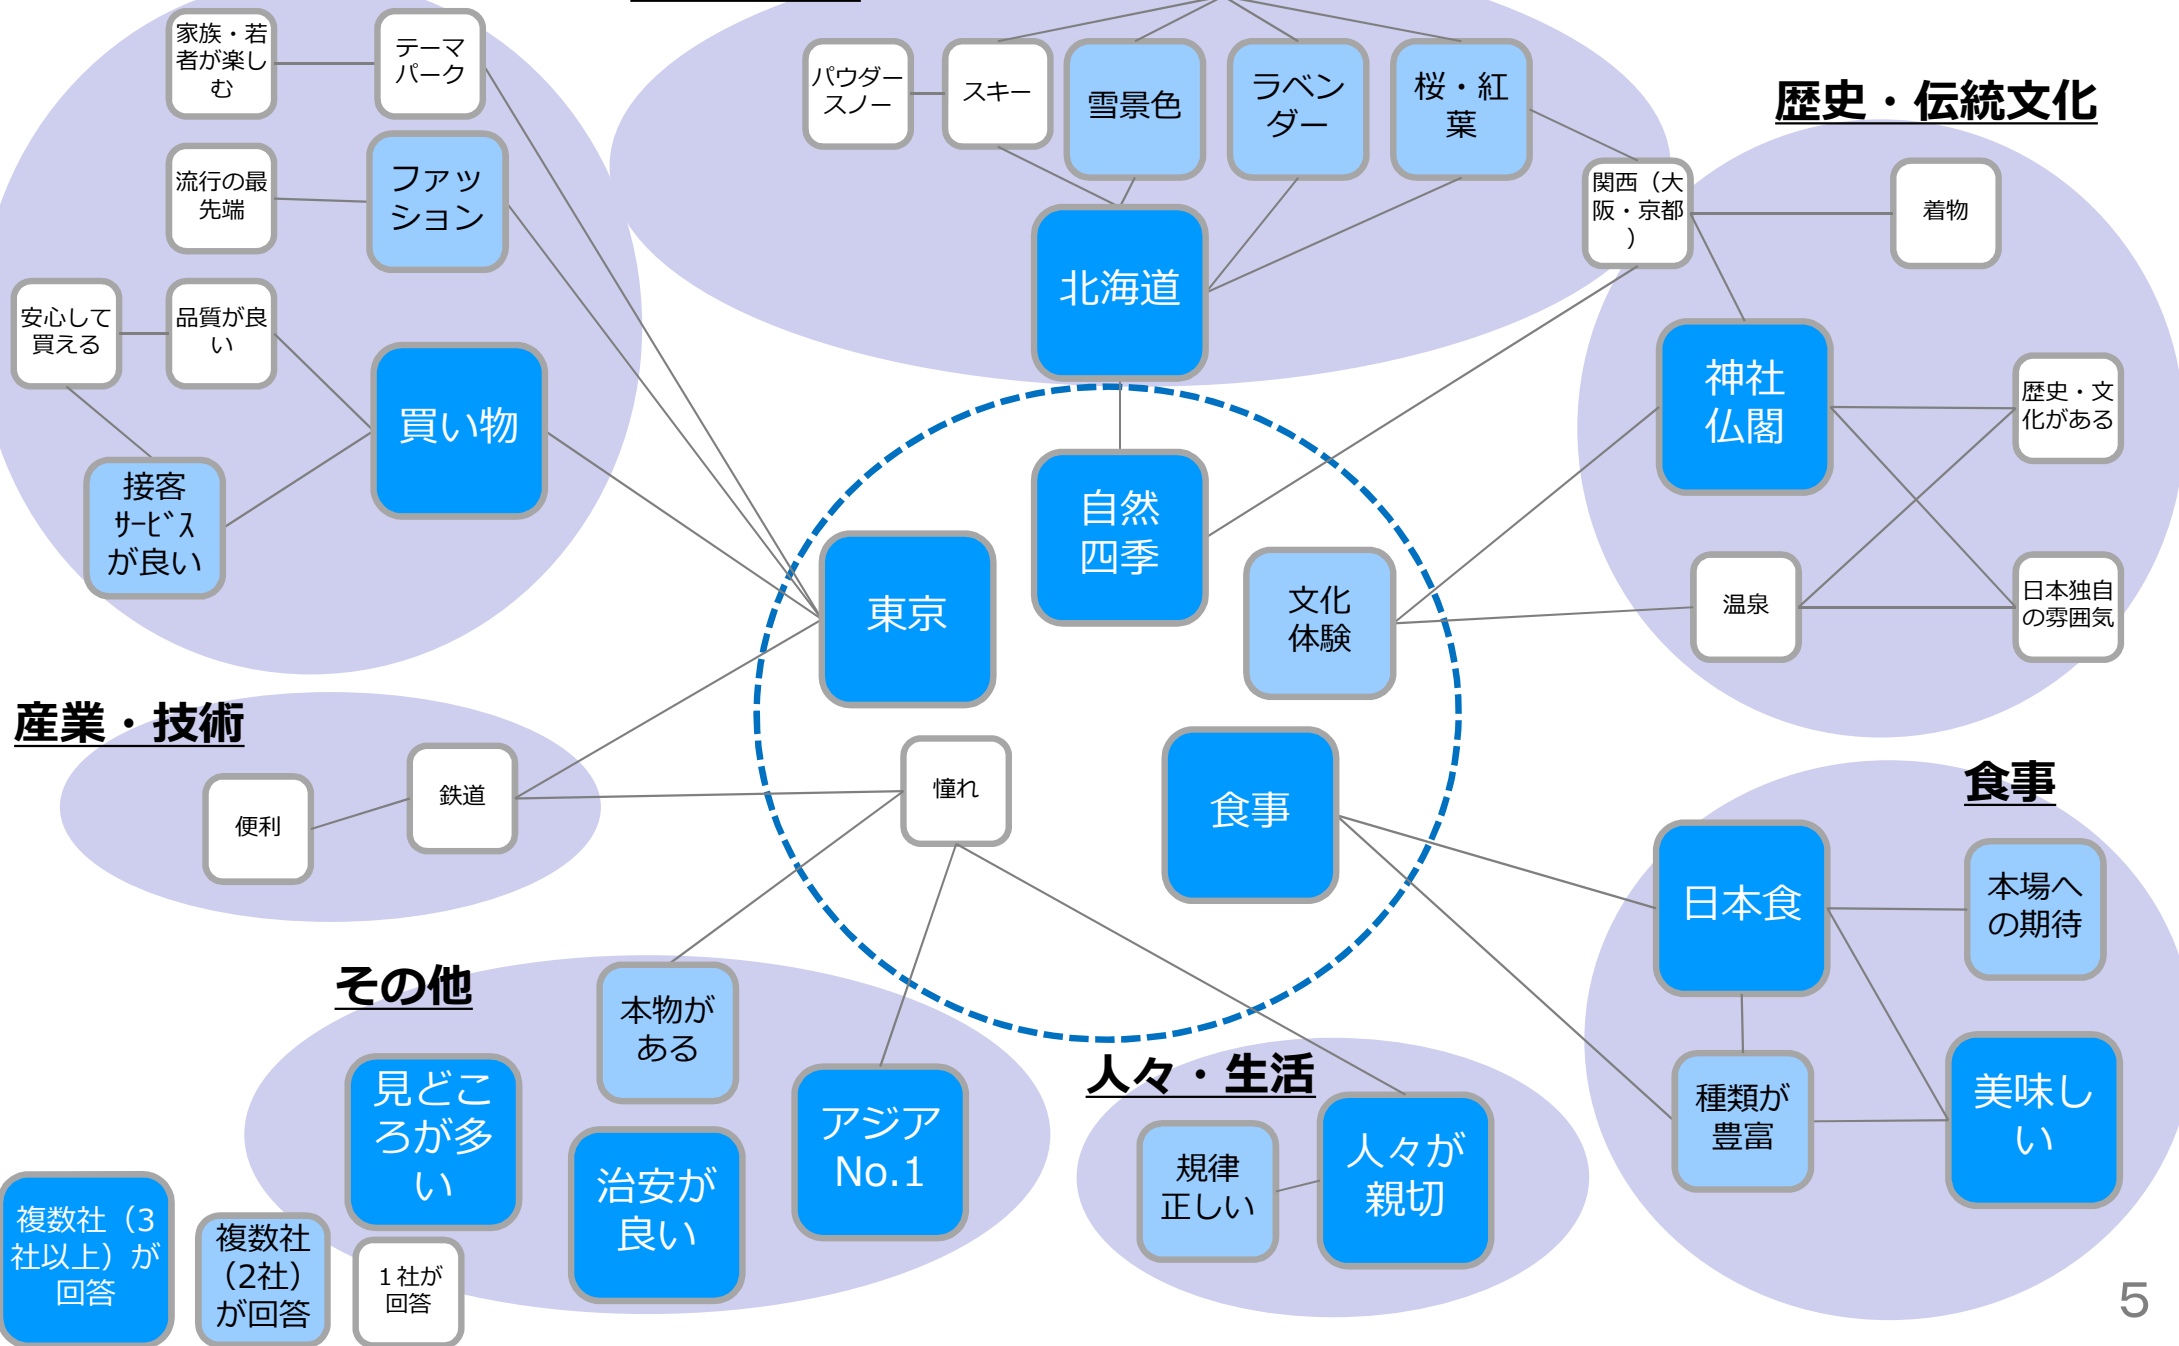 家族・若
者が楽し
む
テーマ
パーク
流行の最
先端
ファッ
ション
安心して
買える
品質が良
い
買い物
接客
ｻｰﾋﾞｽ
が良い
パウダー
スノー
スキー
雪景色
ラベン
ダー
桜・紅
葉
北海道
歴史・伝統文化
関西（大
阪・京都
）
着物
神社
仏閣
歴史・文
化がある
温泉
日本独自
の雰囲気
自然
四季
東京
文化
体験
憧れ
食事
産業・技術
便利
鉄道
食事
日本食
本場へ
の期待
種類が
豊富
美味し
い
その他
本物が
ある
見どこ
ろが多
い
治安が
良い
アジア
No.1
人々・生活
規律
正しい
人々が
親切
複数社（3
社以上）が
回答
複数社
（2社）
が回答
１社が
回答
5